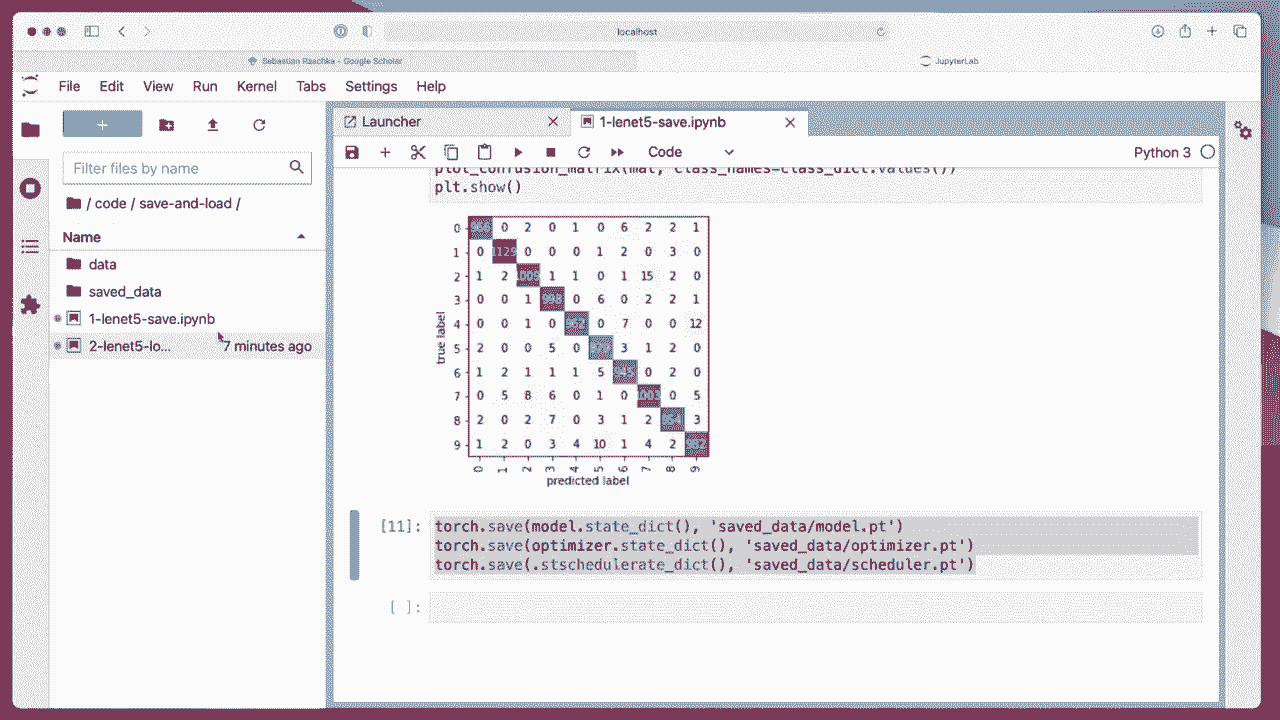 localhost
Sebastian Raschka - Google Scholar
JupyterLab
File Edit View Run Kernel Tabs Settings Help
Launcher
1-lenet5-save.ipynb
Filter files by name
Code
Python 3
/ code / save-and-load /
Name
data
saved_data
1-lenet5-save.ipynb
2-lenet5-lo... 7 minutes ago
plot_confusion_matrix(mat, class_names=class_dict.values())
plt.show()
0 0 2 0 1 0 6 2 2 1
1 0 1129 0 0 0 1 2 0 3 0
2 1 2 1009 1 1 0 1 15 2 0
3 0 0 1 998 0 6 0 2 2 1
4 0 0 1 0 962 0 7 0 0 12
5 2 0 0 5 0 3 1 2 0
6 1 2 1 1 1 5 945 0 2 0
7 0 5 8 6 0 1 0 1003 0 5
8 2 0 2 7 0 3 1 2 954 3
9 1 2 0 3 4 10 1 4 2 982
0 1 2 3 4 5 6 7 8 9
true label
predicted label
[11]: torch.save(model.state_dict(), 'saved_data/model.pt')
torch.save(optimizer.state_dict(), 'saved_data/optimizer.pt')
torch.save(.stschedulerate_dict(), 'saved_data/scheduler.pt')
[ ]: